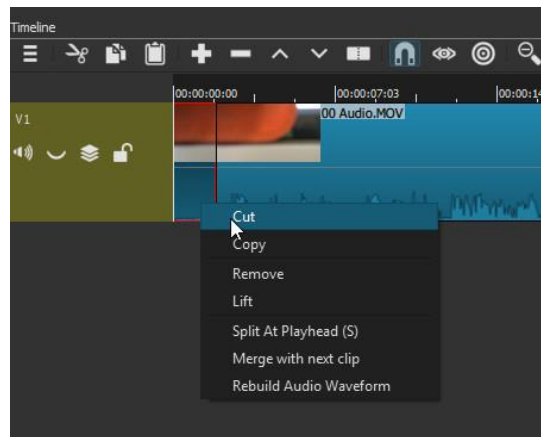 Timeline
00:00:00:00
00:00:07:03
00:00:14
V1
00 Audio.MOV
Cut
Copy
Remove
Lift
Split At Playhead (S)
Merge with next clip
Rebuild Audio Waveform